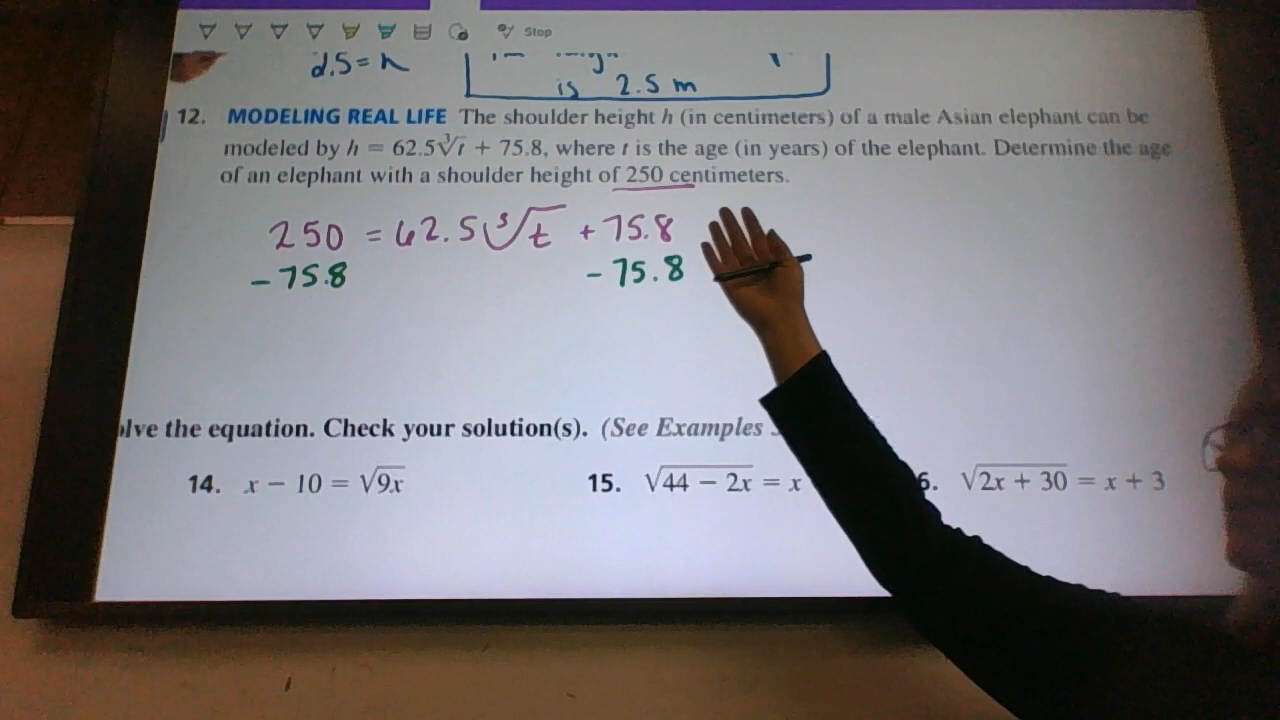 Stop
2.5 = h
is 2.5 m
12. MODELING REAL LIFE The shoulder height h (in centimeters) of a male Asian elephant can be
modeled by h = 62.5∛t + 75.8, where t is the age (in years) of the elephant. Determine the age
of an elephant with a shoulder height of 250 centimeters.
250 = 62.5∛t + 75.8
- 75.8 - 75.8
lve the equation. Check your solution(s). (See Examples
14. x − 10 = √9x 15. √44 − 2x = x 6. √2x + 30 = x + 3